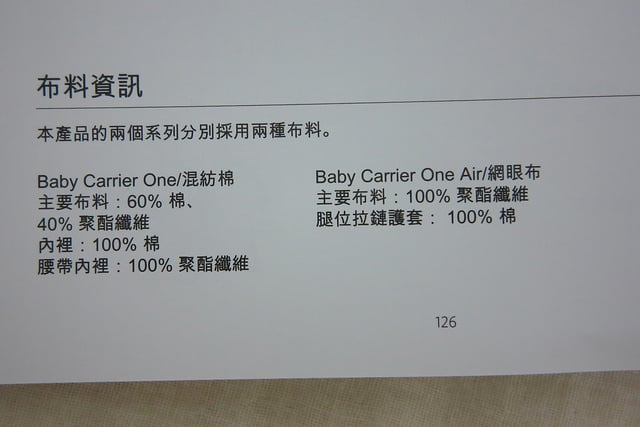 布料資訊
本產品的兩個系列分別採用兩種布料。
Baby Carrier One/混紡棉
主要布料：60% 棉、
40% 聚酯纖維
內裡：100% 棉
腰帶內裡：100% 聚酯纖維
Baby Carrier One Air/網眼布
主要布料：100% 聚酯纖維
腿位拉鏈護套： 100% 棉
126